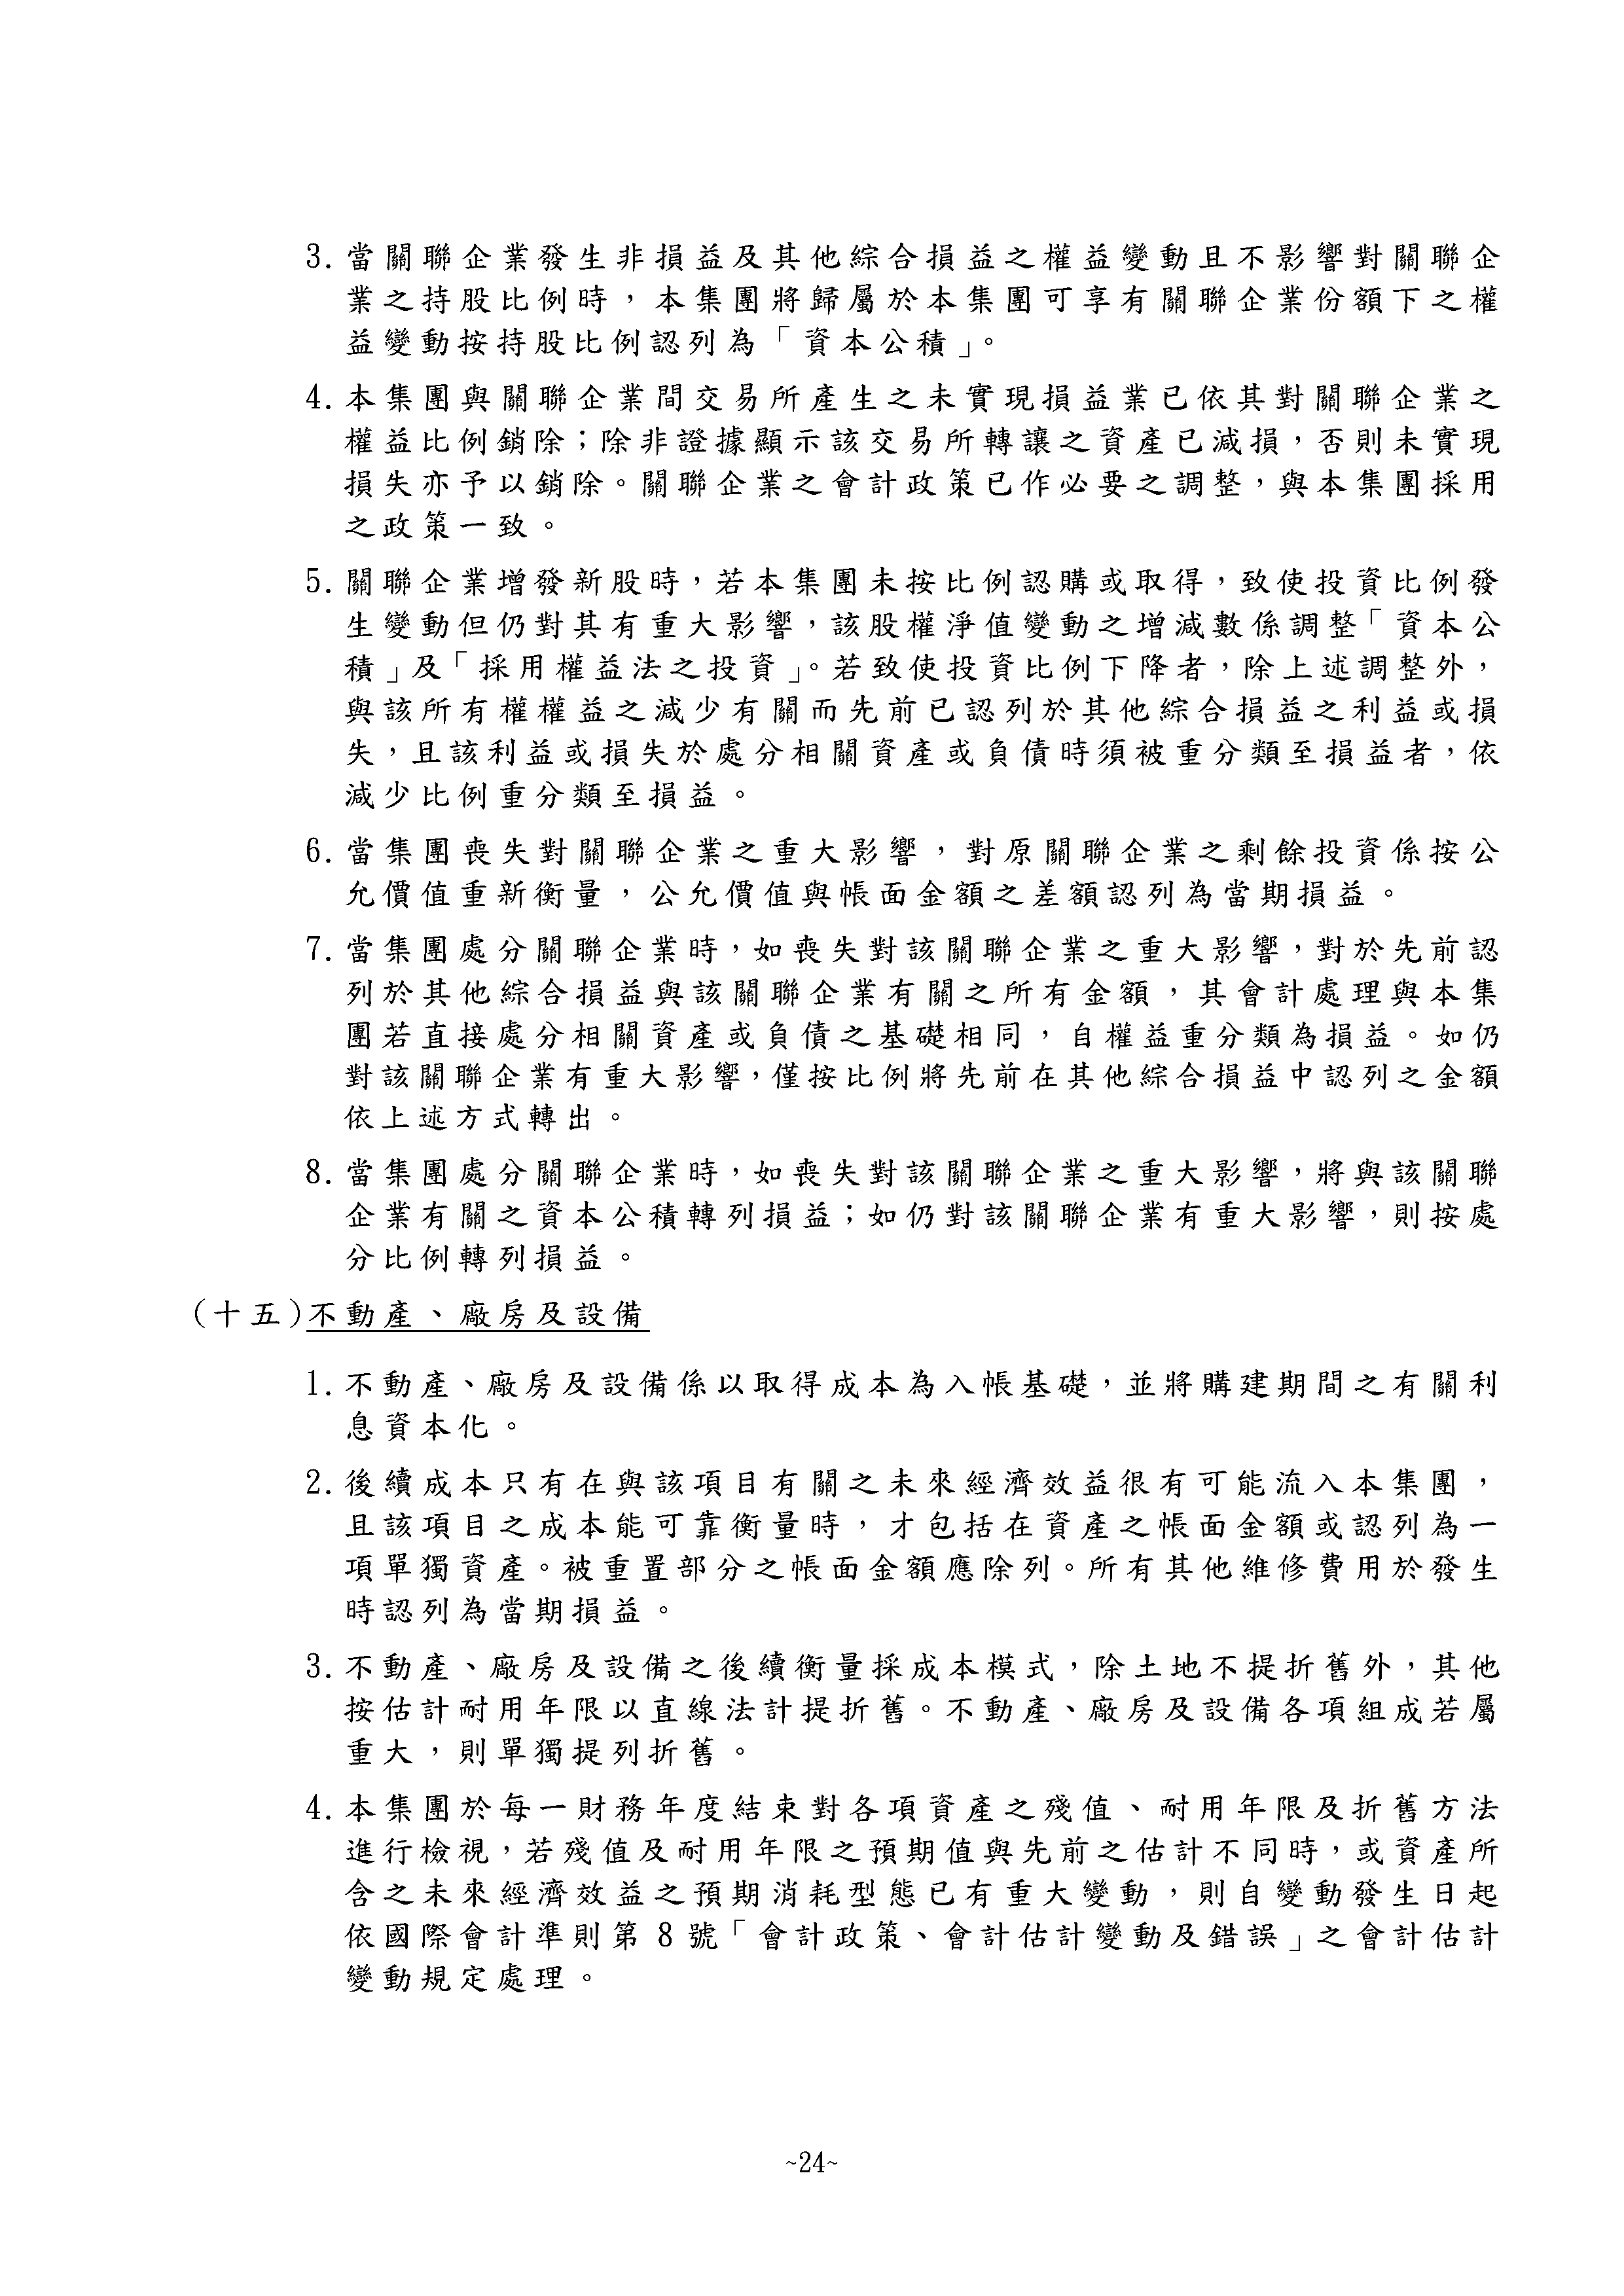 3.當關聯企業發生非損益及其他綜合損益之權益變動且不影響對關聯企
業之持股比例時，本集團將歸屬於本集團可享有關聯企業份額下之權
益變動按持股比例認列為「資本公積」。
4.本集團與關聯企業間交易所產生之未實現損益業已依其對關聯企業之
權益比例銷除；除非證據顯示該交易所轉讓之資產已減損，否則未實現
損失亦予以銷除。關聯企業之會計政策已作必要之調整，與本集團採用
之政策一致。
5.關聯企業增發新股時，若本集團未按比例認購或取得，致使投資比例發
生變動但仍對其有重大影響，該股權淨值變動之增減數係調整「資本公
積」及「採用權益法之投資」。若致使投資比例下降者，除上述調整外，
與該所有權權益之減少有關而先前已認列於其他綜合損益之利益或損
失，且該利益或損失於處分相關資產或負債時須被重分類至損益者，依
減少比例重分類至損益。
6.當集團喪失對關聯企業之重大影響，對原關聯企業之剩餘投資係按公
允價值重新衡量，公允價值與帳面金額之差額認列為當期損益。
7.當集團處分關聯企業時，如喪失對該關聯企業之重大影響，對於先前認
列於其他綜合損益與該關聯企業有關之所有金額，其會計處理與本集
團若直接處分相關資產或負債之基礎相同，自權益重分類為損益。如仍
對該關聯企業有重大影響，僅按比例將先前在其他綜合損益中認列之金額
依上述方式轉出。
8.當集團處分關聯企業時，如喪失對該關聯企業之重大影響，將與該關聯
企業有關之資本公積轉列損益；如仍對該關聯企業有重大影響，則按處
分比例轉列損益。
(十五)不動產、廠房及設備
1.不動產、廠房及設備係以取得成本為入帳基礎，並將購建期間之有關利
息資本化。
2.後續成本只有在與該項目有關之未來經濟效益很有可能流入本集團，
且該項目之成本能可靠衡量時，才包括在資產之帳面金額或認列為一
項單獨資產。被重置部分之帳面金額應除列。所有其他維修費用於發生
時認列為當期損益。
3.不動產、廠房及設備之後續衡量採成本模式，除土地不提折舊外，其他
按估計耐用年限以直線法計提折舊。不動產、廠房及設備各項組成若屬
重大，則單獨提列折舊。
4.本集團於每一財務年度結束對各項資產之殘值、耐用年限及折舊方法
進行檢視，若殘值及耐用年限之預期值與先前之估計不同時，或資產所
含之未來經濟效益之預期消耗型態已有重大變動，則自變動發生日起
依國際會計準則第 8 號「會計政策、會計估計變動及錯誤」之會計估計
變動規定處理。
~24~